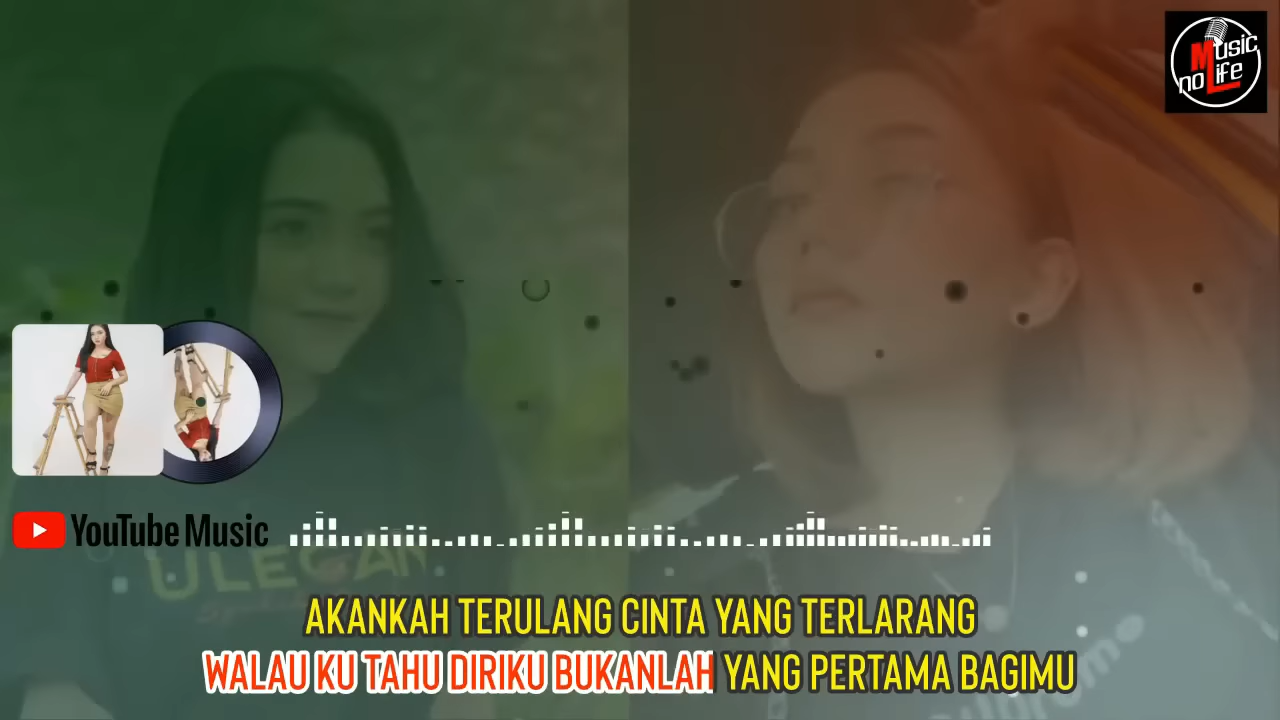 Music
no Life
YouTube Music
AKANKAH TERULANG CINTA YANG TERLARANG
WALAU KU TAHU DIRIKU BUKANLAH YANG PERTAMA BAGIMU